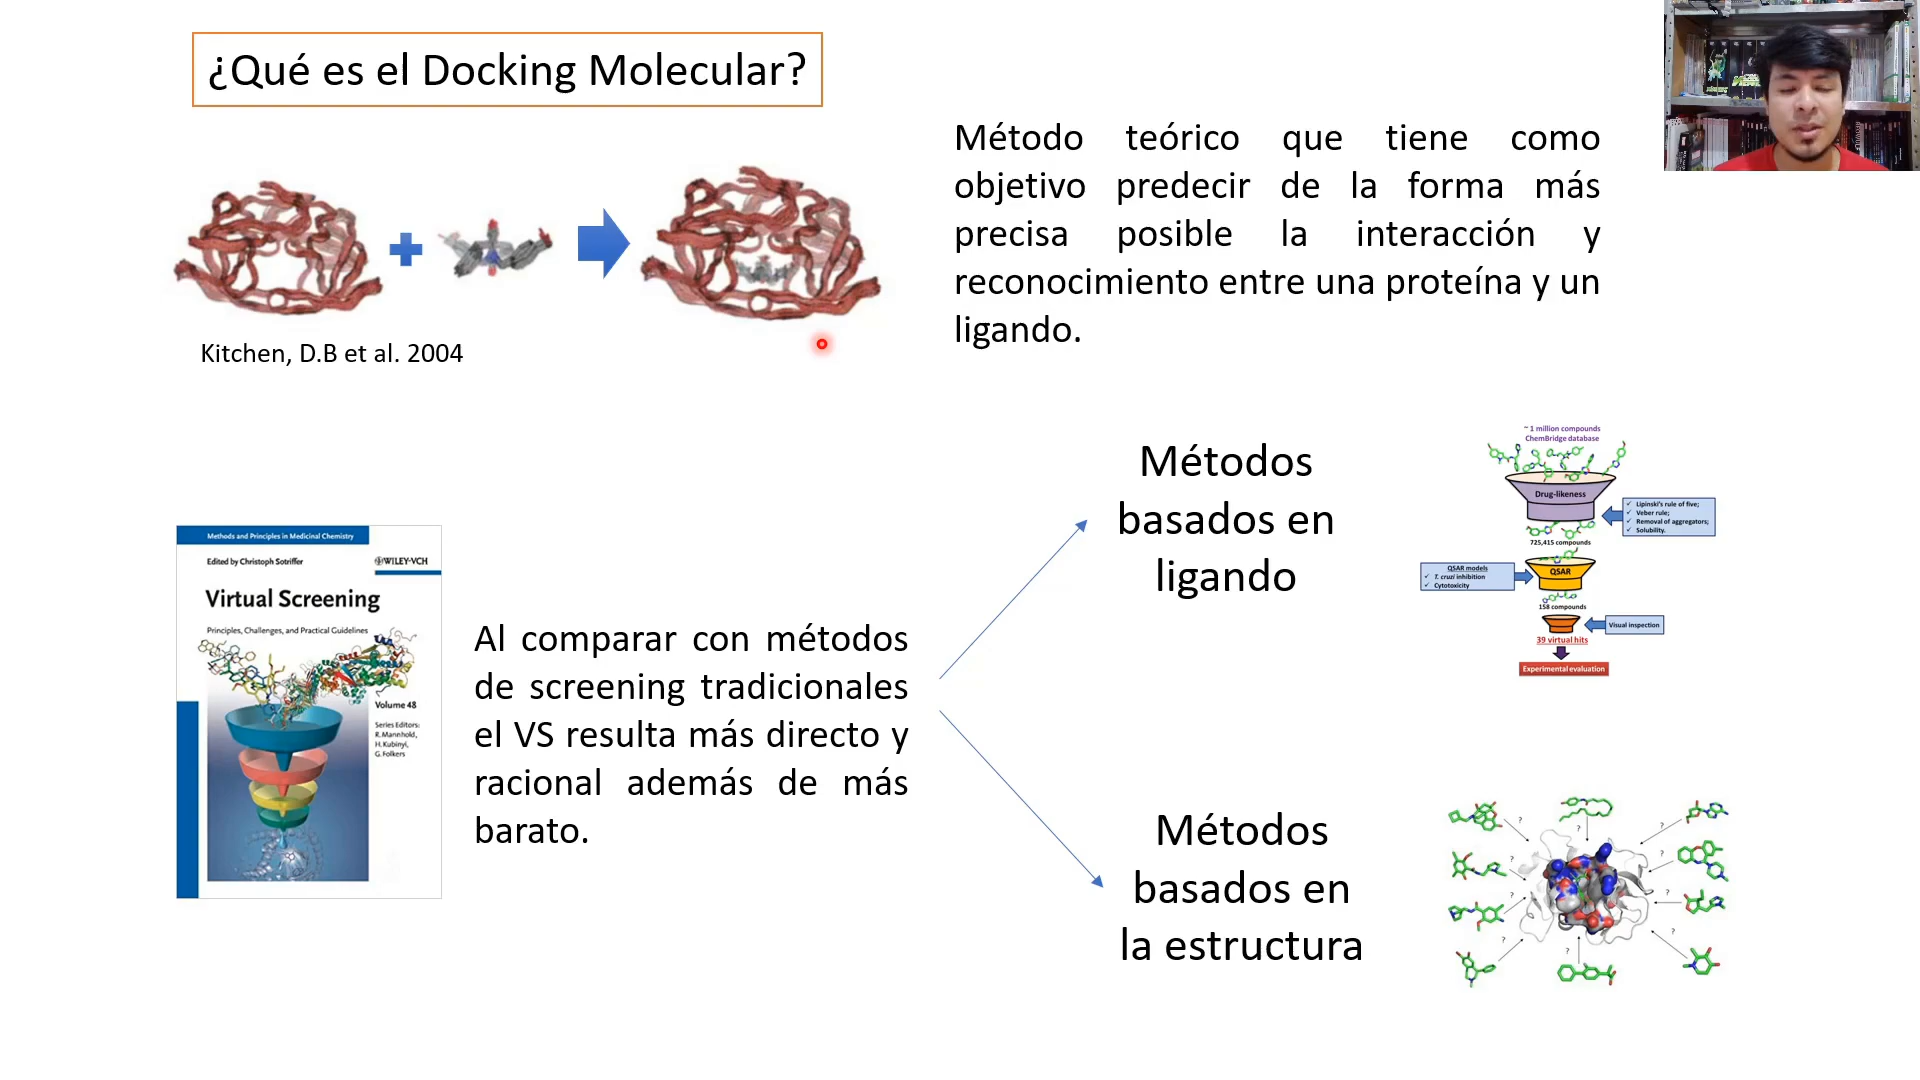 ¿Qué es el Docking Molecular?
Método teórico que tiene como
objetivo predecir de la forma más
precisa posible la interacción y
reconocimiento entre una proteína y un
ligando.
Kitchen, D.B et al. 2004
Methods and Principles in Medicinal Chemistry
Edited by Christoph Sotriffer
WILEY-VCH
Virtual Screening
Principles, Challenges, and Practical Guidelines
Volume 48
Series Editors:
R. Mannhold,
H. Kubinyi,
G. Folkers
Al comparar con métodos
de screening tradicionales
el VS resulta más directo y
racional además de más
barato.
Métodos
basados en
ligando
~ 1 million compounds
ChemBridge database
Drug-likeness
✓ Lipinski's rule of five;
✓ Veber rule;
✓ Removal of aggregators;
✓ Solubility.
725,415 compounds
QSAR models
✓ T. cruzi inhibition
✓ Cytotoxicity
QSAR
158 compounds
Visual inspection
39 virtual hits
Experimental evaluation
Métodos
basados en
la estructura
?
?
?
?
?
?
?
?
?
?
?